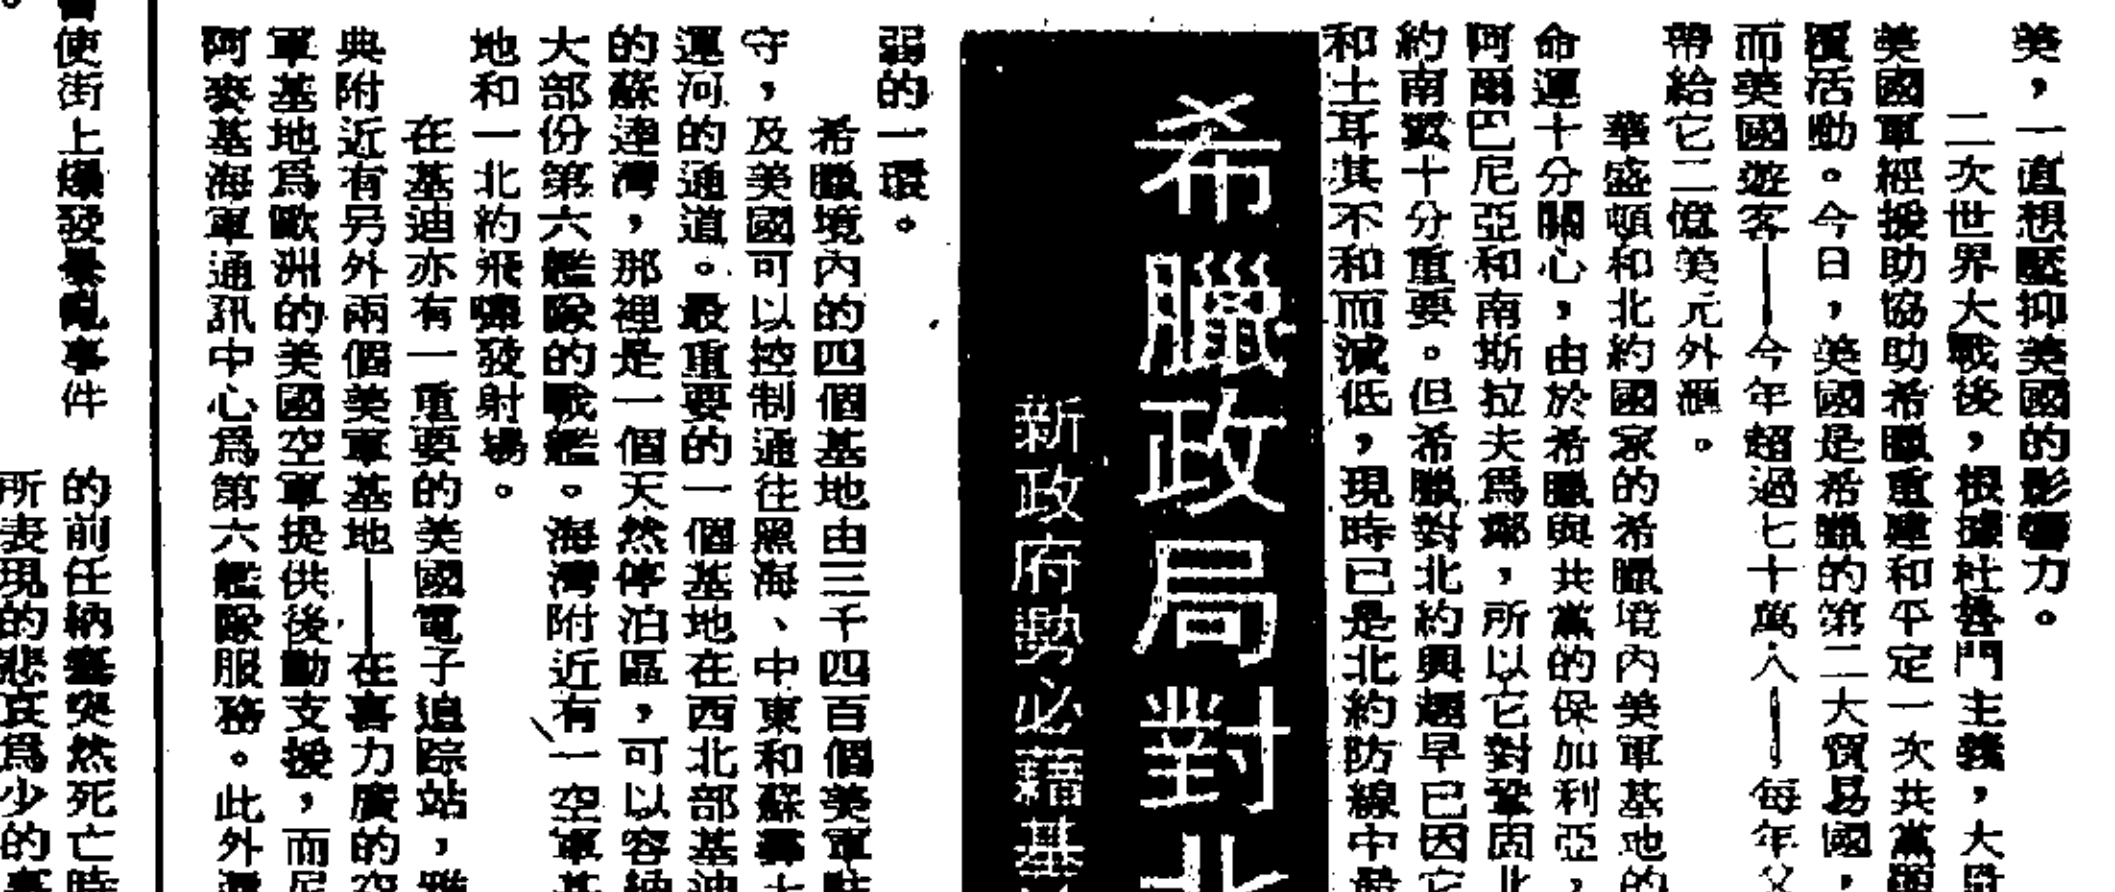 美，一直想壓抑美國的影響力。
二次世界大戰後，根據杜魯門主義，大
美國軍經援助協助希臘重建和平定一次共黨
覆活動。今日，美國是希臘的第二大貿易國，
而美國遊客——今年超過七十萬人——每年
帶給它二億美元外滙。
華盛頓和北約國家的希臘境內美軍基地的
命運十分關心，由於希臘與共黨的保加利亞，
阿爾巴尼亞和南斯拉夫為鄰，所以它對鞏固北
約南翼十分重要。但希臘對北約興趣早已因它
和土耳其不和而減低，現時已是北約防線中最
弱的一環。
希臘政局對北
新政府勢必藉基
希臘境內的四個基地由三千四百個美軍駐
守，及美國可以控制通往黑海、中東和蘇彝士
運河的通道。最重要的一個基地在西北部基迪
的蘇達灣，那裡是一個天然停泊區，可以容納
大部份第六艦隊的戰艦。海灣附近有一空軍基
地和一北約飛彈發射場。
在基迪亦有一重要的美國電子追踪站，雅
典附近有另外兩個美軍基地——在喜力廣的空
軍基地為歐洲的美國空軍提供後勤支援，而尼
阿麥基海軍通訊中心為第六艦隊服務。此外還
使街上爆發暴亂事件
的前任納塞突然死亡時
所表現的悲哀為少的